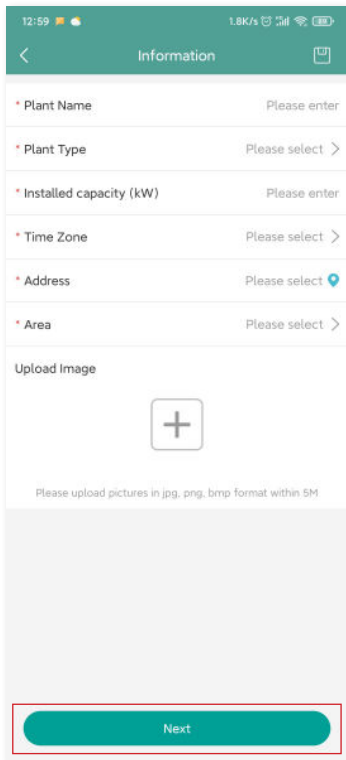 12:59 1.8K/s
Information
* Plant Name Please enter
* Plant Type Please select >
* Installed capacity (kW) Please enter
* Time Zone Please select >
* Address Please select
* Area Please select >
Upload Image
Please upload pictures in jpg, png, bmp format within 5M
Next